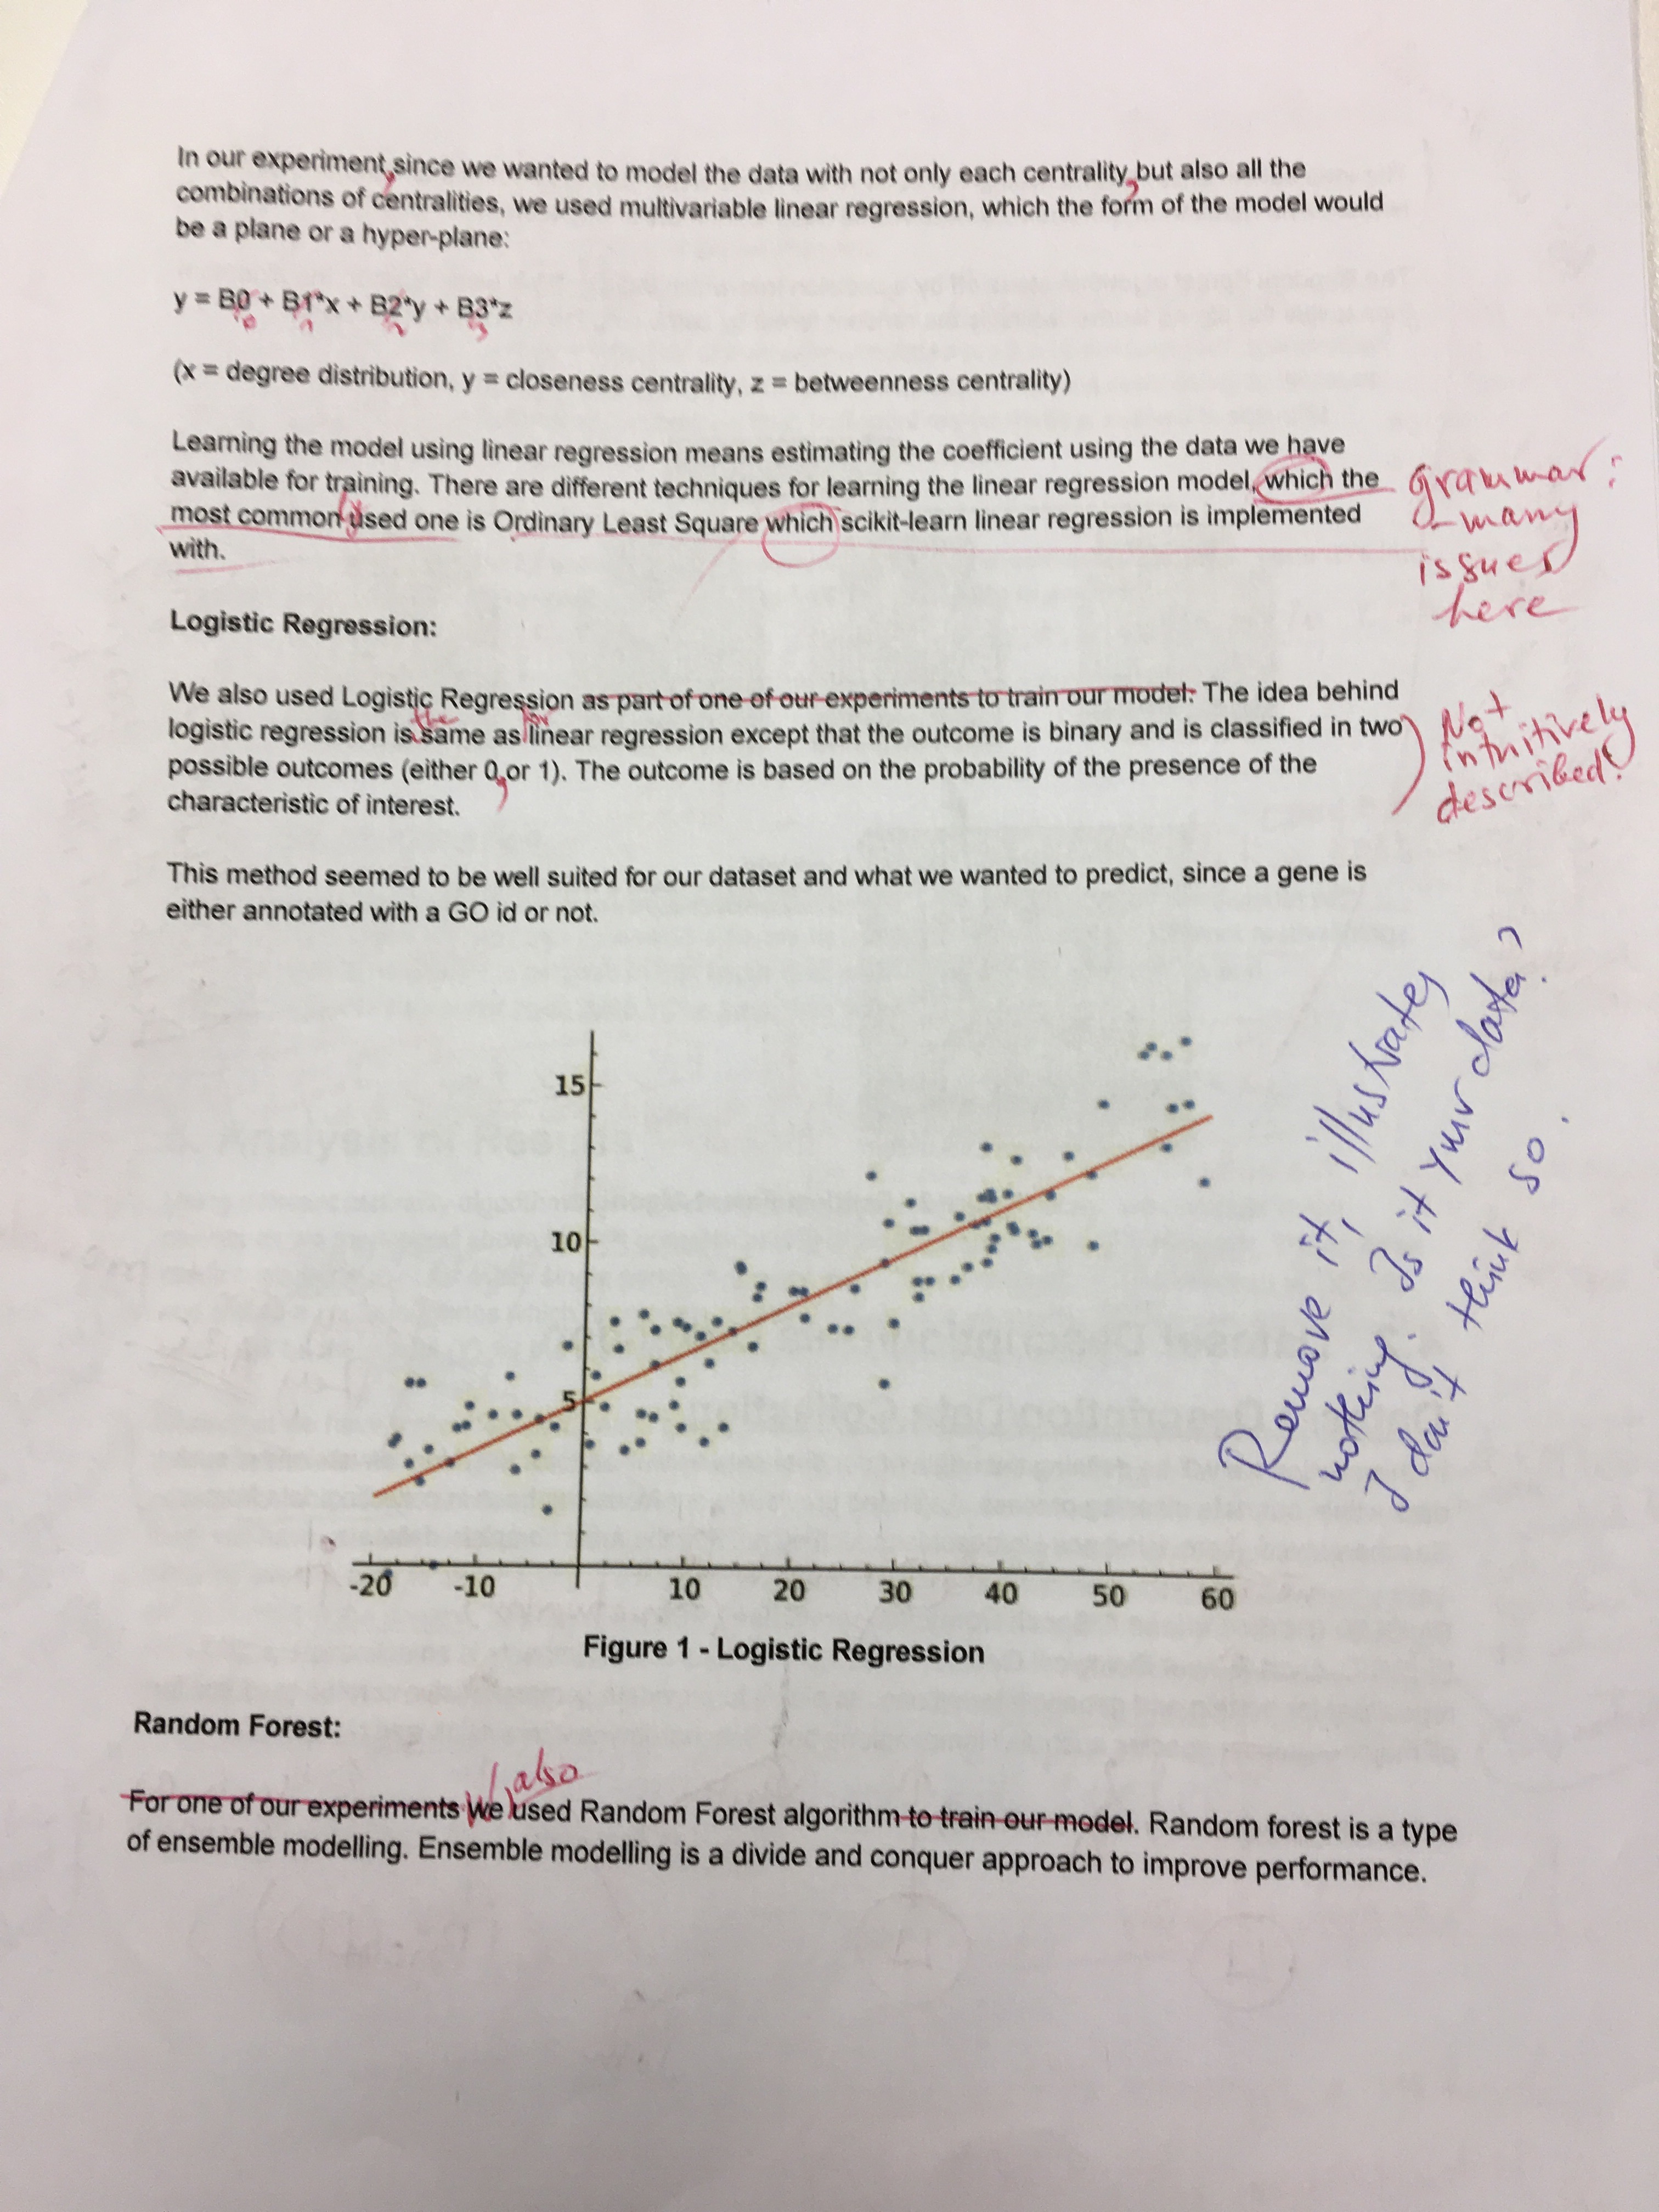 In our experiment, since we wanted to model the data with not only each centrality, but also all the
combinations of centralities, we used multivariable linear regression, which the form of the model would
be a plane or a hyper-plane:
y = B0 + B1*x + B2*y + B3*z
0 1 2 3
(x = degree distribution, y = closeness centrality, z = betweenness centrality)
Learning the model using linear regression means estimating the coefficient using the data we have
available for training. There are different techniques for learning the linear regression model, which the
most common used one is Ordinary Least Square which scikit-learn linear regression is implemented
with.
ly
grammar:
many
issues
here
Logistic Regression:
We also used Logistic Regression as part of one of our experiments to train our model. The idea behind
the for
logistic regression is same as linear regression except that the outcome is binary and is classified in two
possible outcomes (either 0, or 1). The outcome is based on the probability of the presence of the
characteristic of interest.
Not
intuitively
described!
This method seemed to be well suited for our dataset and what we wanted to predict, since a gene is
either annotated with a GO id or not.
Remove it, illustrates
nothing. Is it your data?
I don't think so.
15
10
5
-20 -10 10 20 30 40 50 60
Figure 1 - Logistic Regression
Random Forest:
also
For one of our experiments We used Random Forest algorithm to train our model. Random forest is a type
of ensemble modelling. Ensemble modelling is a divide and conquer approach to improve performance.